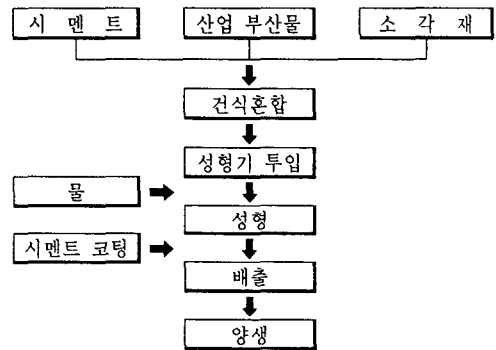 시 멘 트
산업 부산물
소 각 재
건식혼합
성형기 투입
물
성형
시멘트 코팅
배출
양생